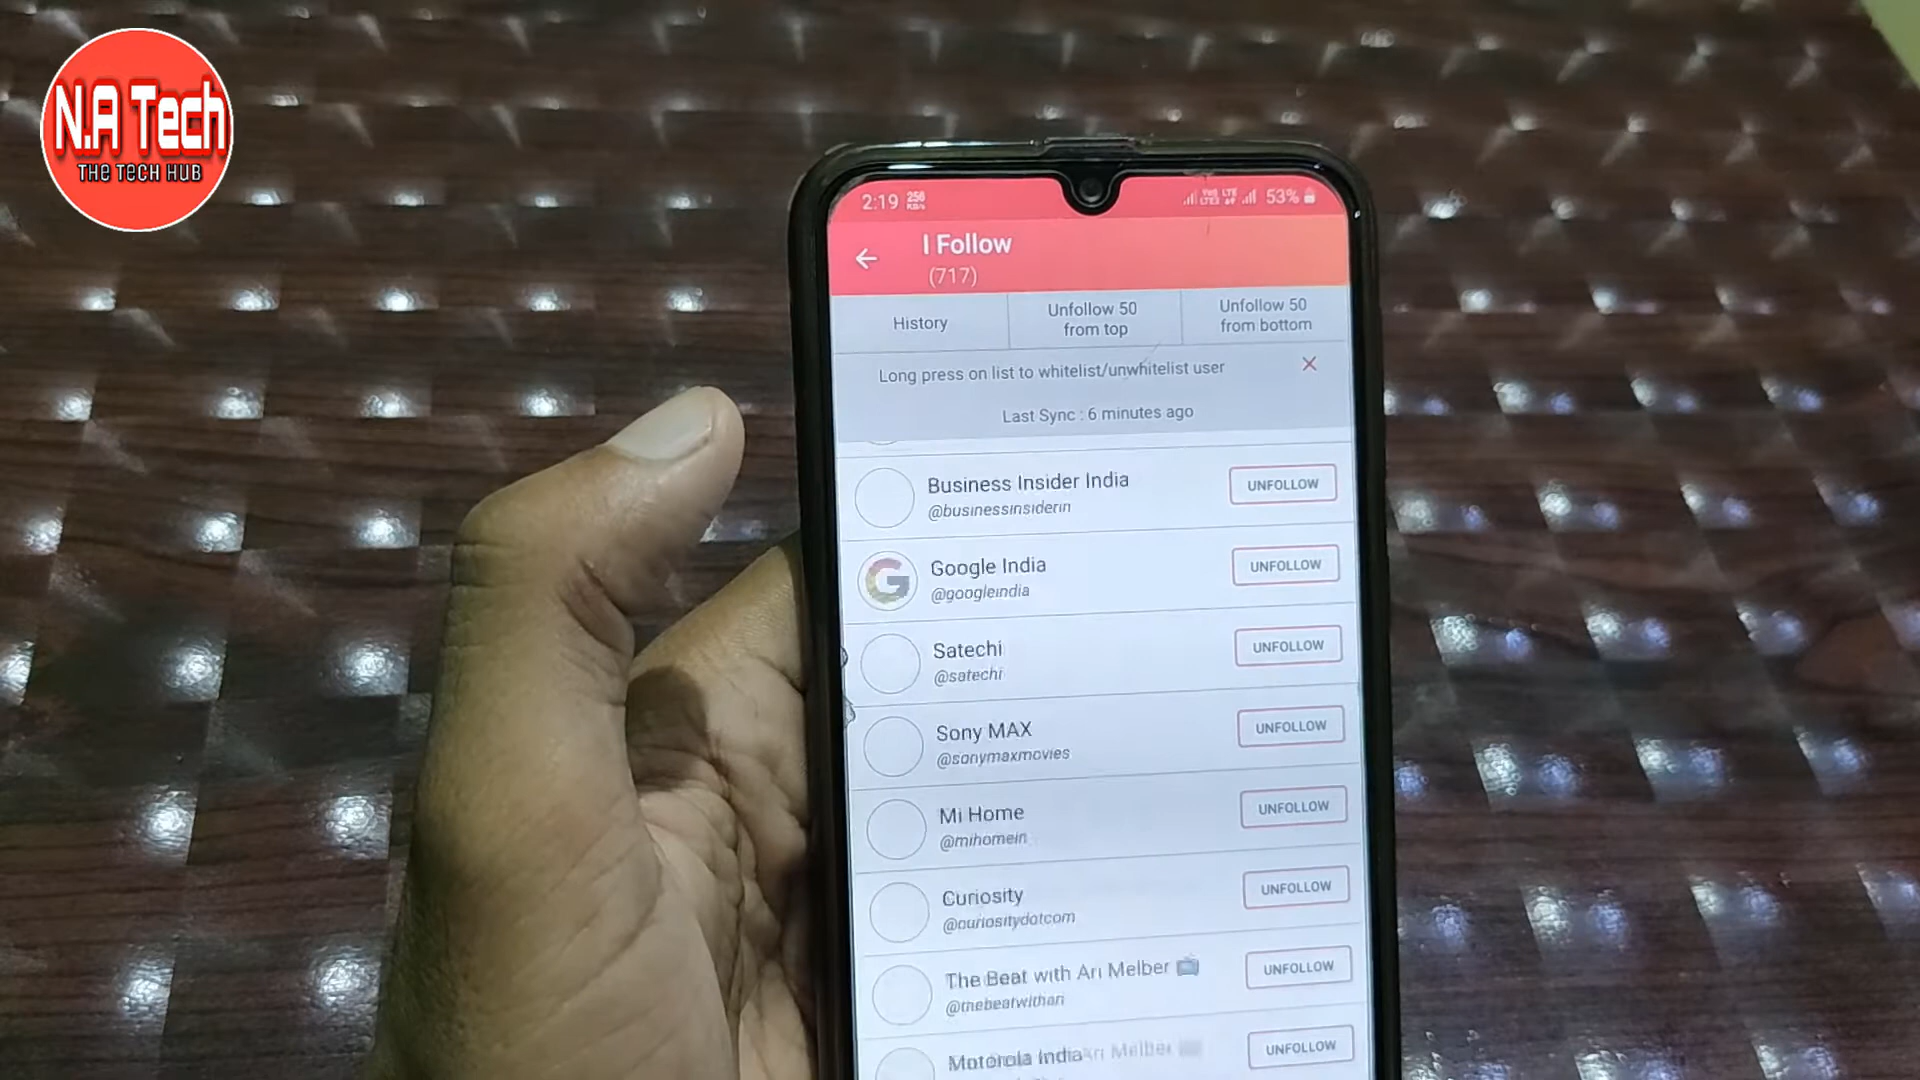 N.A Tech
THE TECH HUB
2:19
53%
I Follow
(717)
History
Unfollow 50
from top
Unfollow 50
from bottom
Long press on list to whitelist/unwhitelist user
Last Sync : 6 minutes ago
Business Insider India
@businessinsiderin
UNFOLLOW
Google India
@googleindia
UNFOLLOW
Satechi
@satechi
UNFOLLOW
Sony MAX
@sonymaxmovies
UNFOLLOW
Mi Home
@mihomein
UNFOLLOW
Curiosity
@curiositydotcom
UNFOLLOW
The Beat with Ari Melber
@thebeatwithari
UNFOLLOW
Motorola India
UNFOLLOW